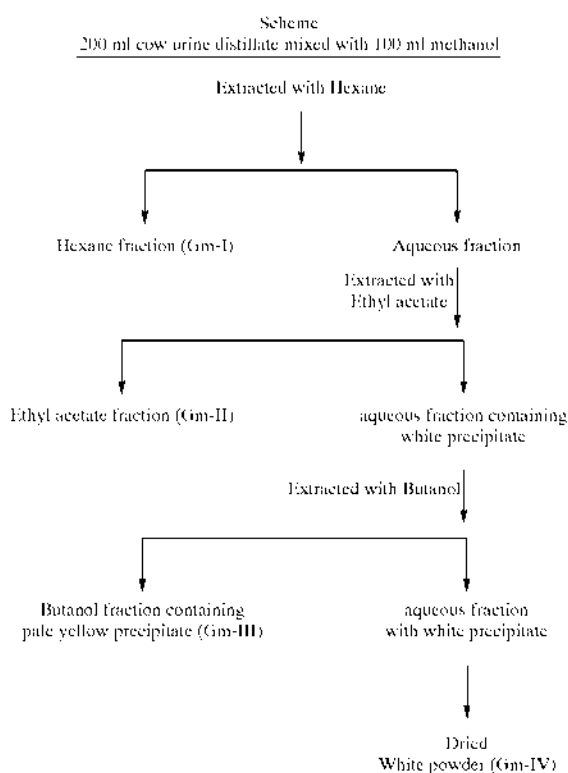 Scheme
200 ml cow urine distillate mixed with 100 ml methanol
Extracted with Hexane
Hexane fraction (Gm-I)
Aqueous fraction
Extracted with
Ethyl acetate
Ethyl acetate fraction (Gm-II)
aqueous fraction containing
white precipitate
Extracted with Butanol
Butanol fraction containing
pale yellow precipitate (Gm-III)
aqueous fraction
with white precipitate
Dried
White powder (Gm-IV)